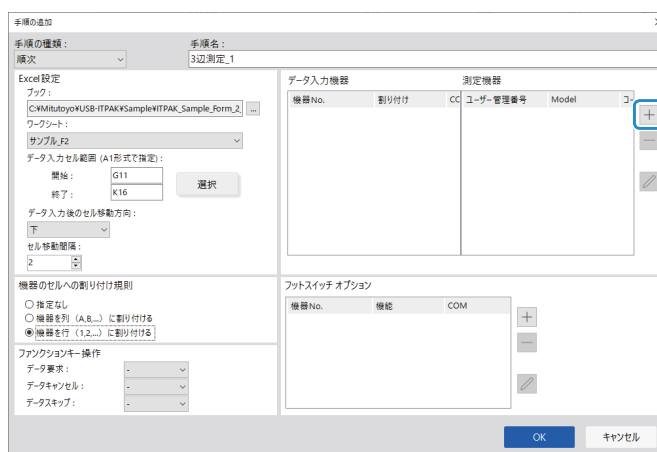 手順の追加
手順の種類：
手順名：
順次
3辺測定_1
Excel設定
ブック：
C:¥Mitutoyo¥USB-ITPAK¥Sample¥ITPAK_Sample_Form_2_
...
ワークシート：
サンプル_F2
データ入力セル範囲 (A1形式で指定)：
開始：
G11
終了：
K16
選択
データ入力後のセル移動方向：
下
セル移動間隔：
2
データ入力機器
測定機器
機器No.
割り付け
CC
ユーザー管理番号
Model
コー
機器のセルへの割り付け規則
指定なし
機器を列 （A,B,...）に割り付ける
機器を行 （1,2,...）に割り付ける
フットスイッチ オプション
機器No.
機能
COM
ファンクションキー操作
データ要求：
-
データキャンセル：
-
データスキップ：
-
OK
キャンセル